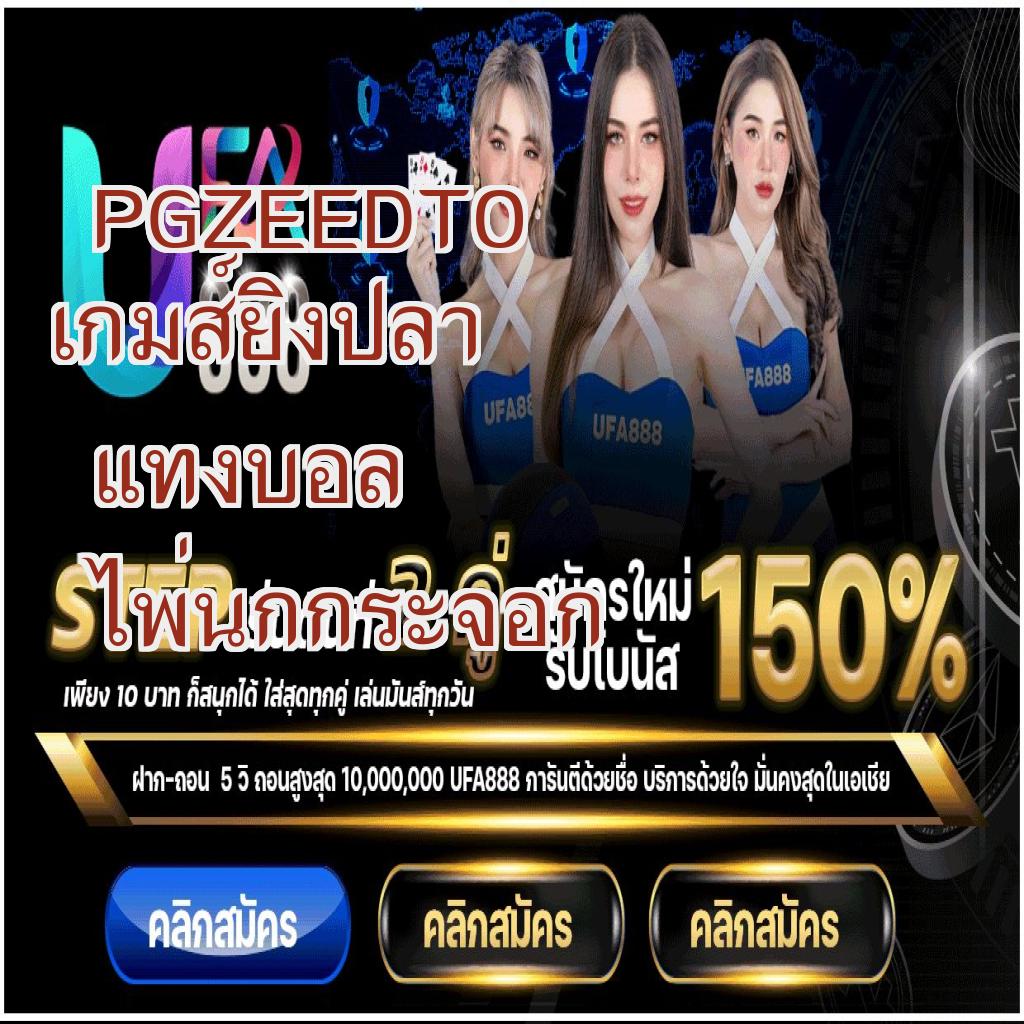 UFA
888
PGZEEDTO
เกมส์ยิงปลา
แทงบอล
ไพ่นกกระจอก
UFA888
UFA888
FA888
STEP
สมัครใหม่
รับโบนัส
150%
เพียง 10 บาท ก็สนุกได้ ใส่สุดทุกคู่ เล่นมันส์ทุกวัน
ฝาก-ถอน 5 วิ ถอนสูงสุด 10,000,000 UFA888 การันตีด้วยชื่อ บริการด้วยใจ มั่นคงสุดในเอเชีย
คลิกสมัคร
คลิกสมัคร
คลิกสมัคร